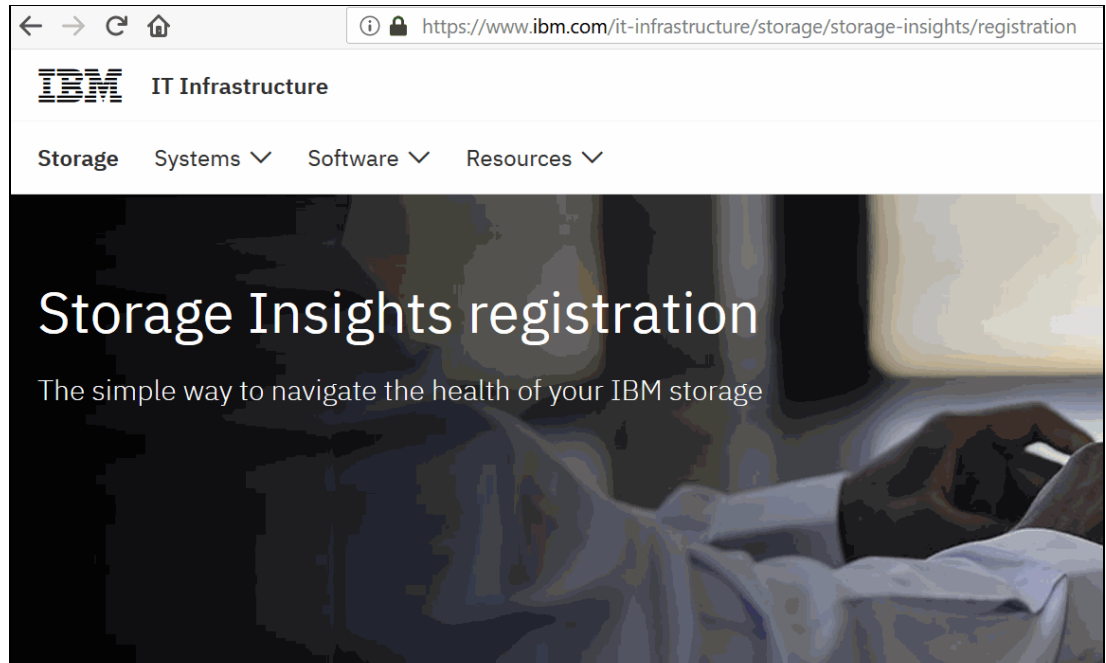 https://www.ibm.com/it-infrastructure/storage/storage-insights/registration
IBM IT Infrastructure
Storage Systems Software Resources
Storage Insights registration
The simple way to navigate the health of your IBM storage